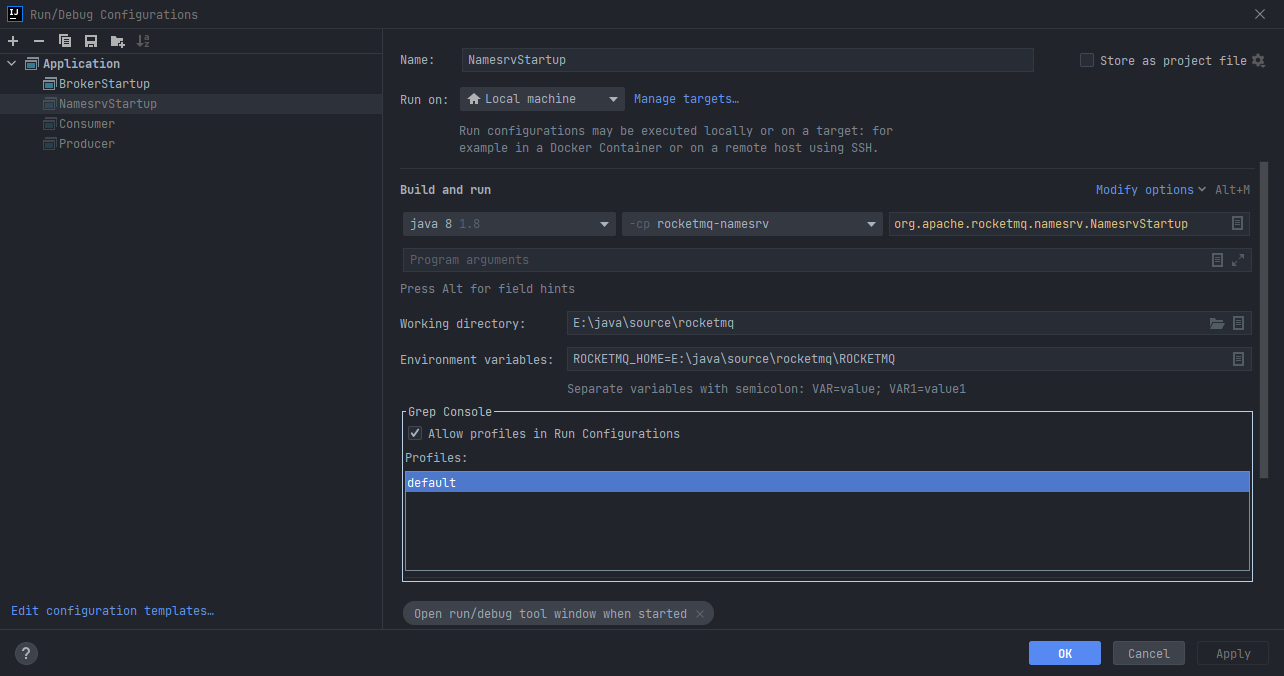 Run/Debug Configurations
Application
BrokerStartup
NamesrvStartup
Consumer
Producer
Edit configuration templates…
Name: NamesrvStartup Store as project file
Run on: Local machine Manage targets…
Run configurations may be executed locally or on a target: for
example in a Docker Container or on a remote host using SSH.
Build and run Modify options Alt+M
java 8 1.8 -cp rocketmq-namesrv org.apache.rocketmq.namesrv.NamesrvStartup
Program arguments
Press Alt for field hints
Working directory: E:\java\source\rocketmq
Environment variables: ROCKETMQ_HOME=E:\java\source\rocketmq\ROCKETMQ
Separate variables with semicolon: VAR=value; VAR1=value1
Grep Console
Allow profiles in Run Configurations
Profiles:
default
Open run/debug tool window when started ×
? OK Cancel Apply